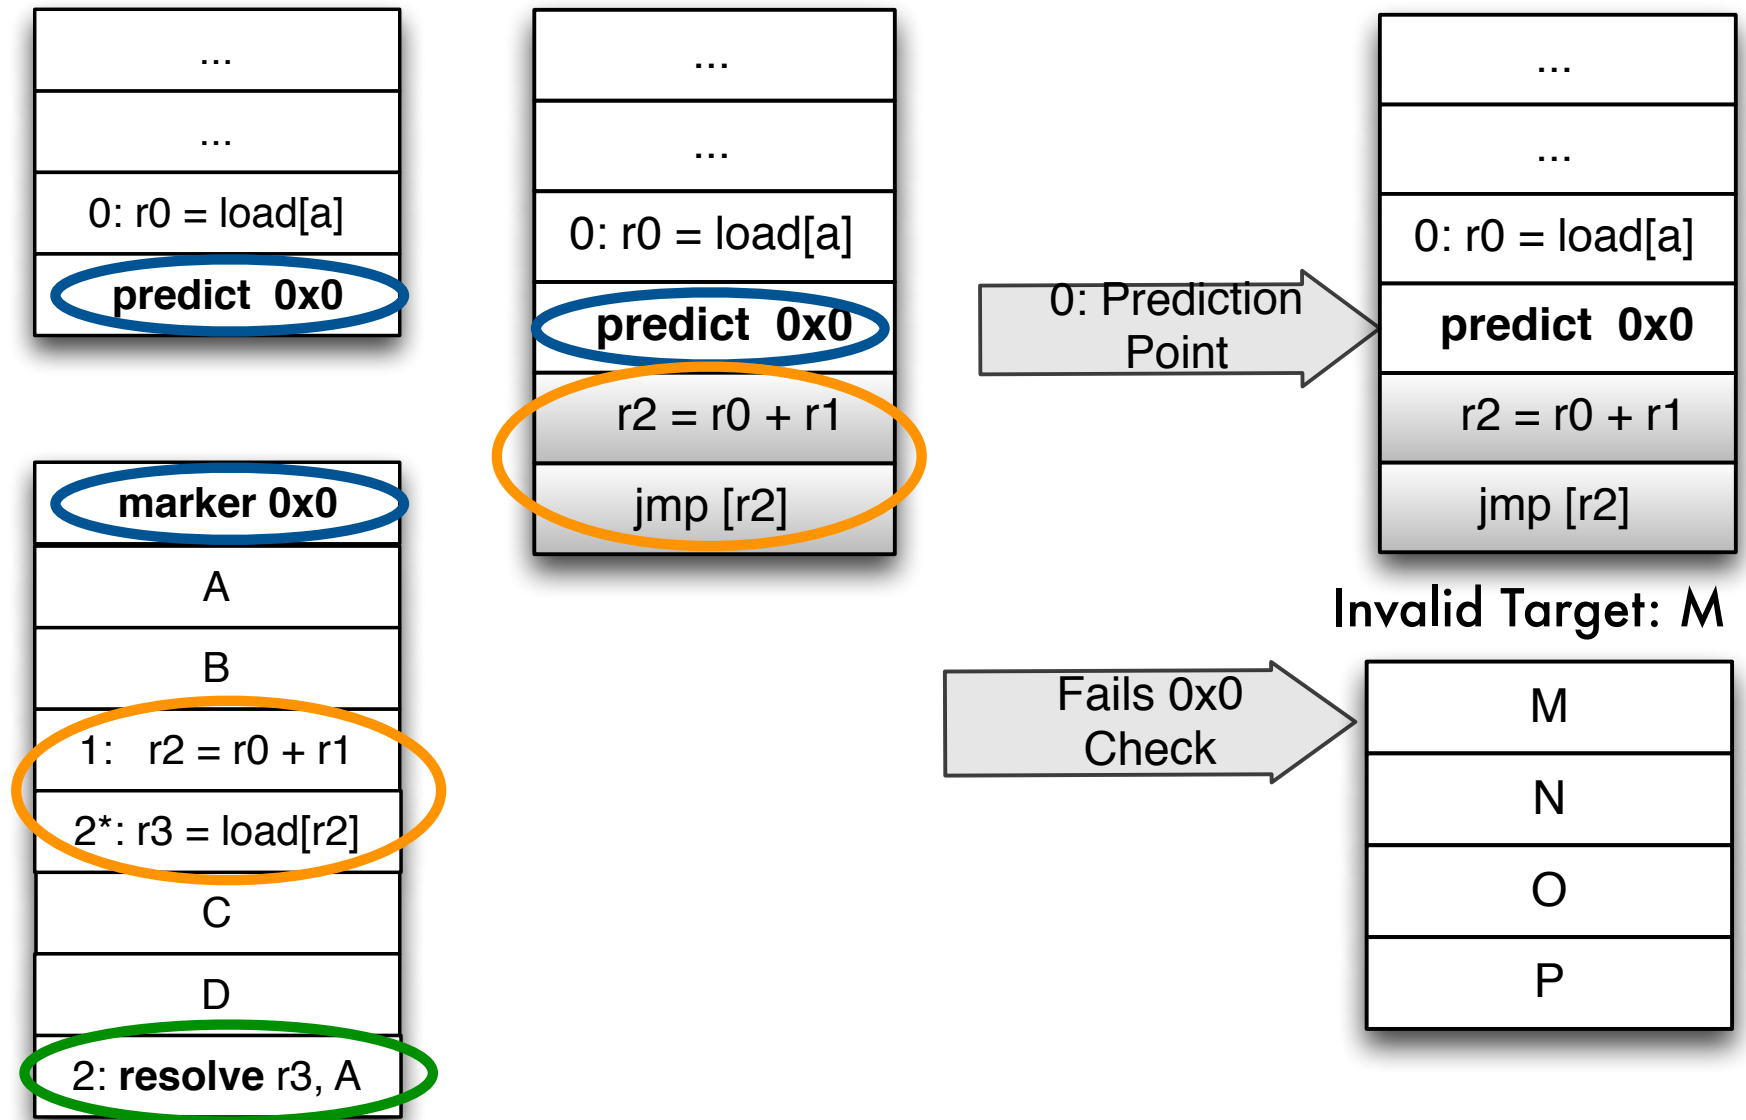 ...
...
0: r0 = load[a]
predict 0x0
marker 0x0
A
B
1: r2 = r0 + r1
2*: r3 = load[r2]
C
D
2: resolve r3, A
...
...
0: r0 = load[a]
predict 0x0
r2 = r0 + r1
jmp [r2]
0: Prediction
Point
Fails 0x0
Check
...
...
0: r0 = load[a]
predict 0x0
r2 = r0 + r1
jmp [r2]
Invalid Target: M
M
N
O
P